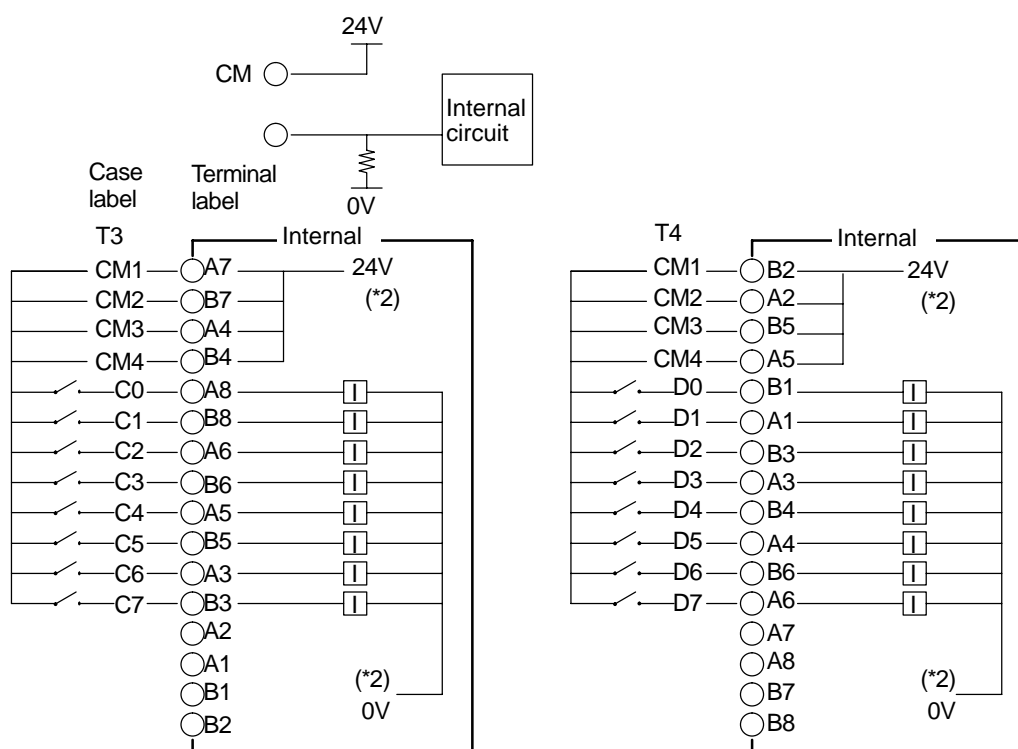 24V
CM
Internal
circuit
0V
Case
label
Terminal
label
T3
Internal
CM1 A7 24V
CM2 B7 (*2)
CM3 A4
CM4 B4
C0 A8 I
C1 B8 I
C2 A6 I
C3 B6 I
C4 A5 I
C5 B5 I
C6 A3 I
C7 B3 I
A2
A1
B1 (*2)
B2 0V
T4
Internal
CM1 B2 24V
CM2 A2 (*2)
CM3 B5
CM4 A5
D0 B1 I
D1 A1 I
D2 B3 I
D3 A3 I
D4 B4 I
D5 A4 I
D6 B6 I
D7 A6 I
A7
A8
B7 (*2)
B8 0V